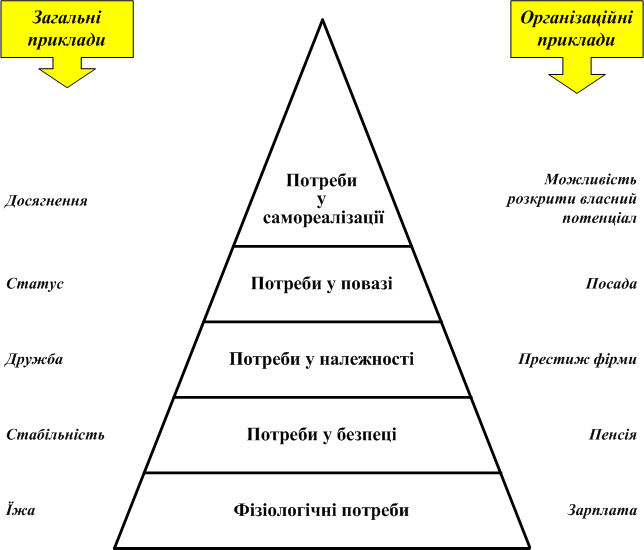 Загальні
приклади
Організаційні
приклади
Досягнення
Потреби
у
самореалізації
Можливість
розкрити власний
потенціал
Статус
Потреби у повазі
Посада
Дружба
Потреби у належності
Престиж фірми
Стабільність
Потреби у безпеці
Пенсія
Їжа
Фізіологічні потреби
Зарплата